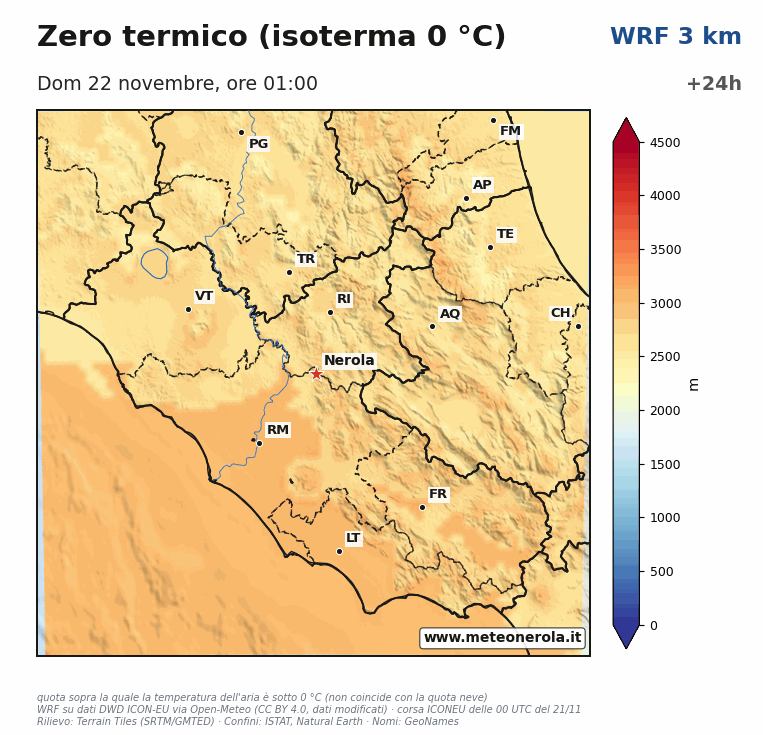 Zero termico (isoterma 0 °C)
WRF 3 km
Dom 22 novembre, ore 01:00
+24h
FM
PG
AP
TE
TR
VT
RI
AQ
CH
Nerola
RM
FR
LT
www.meteonerola.it
4500
4000
3500
3000
2500
2000
1500
1000
500
0
m
quota sopra la quale la temperatura dell'aria è sotto 0 °C (non coincide con la quota neve)
WRF su dati DWD ICON-EU via Open-Meteo (CC BY 4.0, dati modificati) · corsa ICONEU delle 00 UTC del 21/11
Rilievo: Terrain Tiles (SRTM/GMTED) · Confini: ISTAT, Natural Earth · Nomi: GeoNames